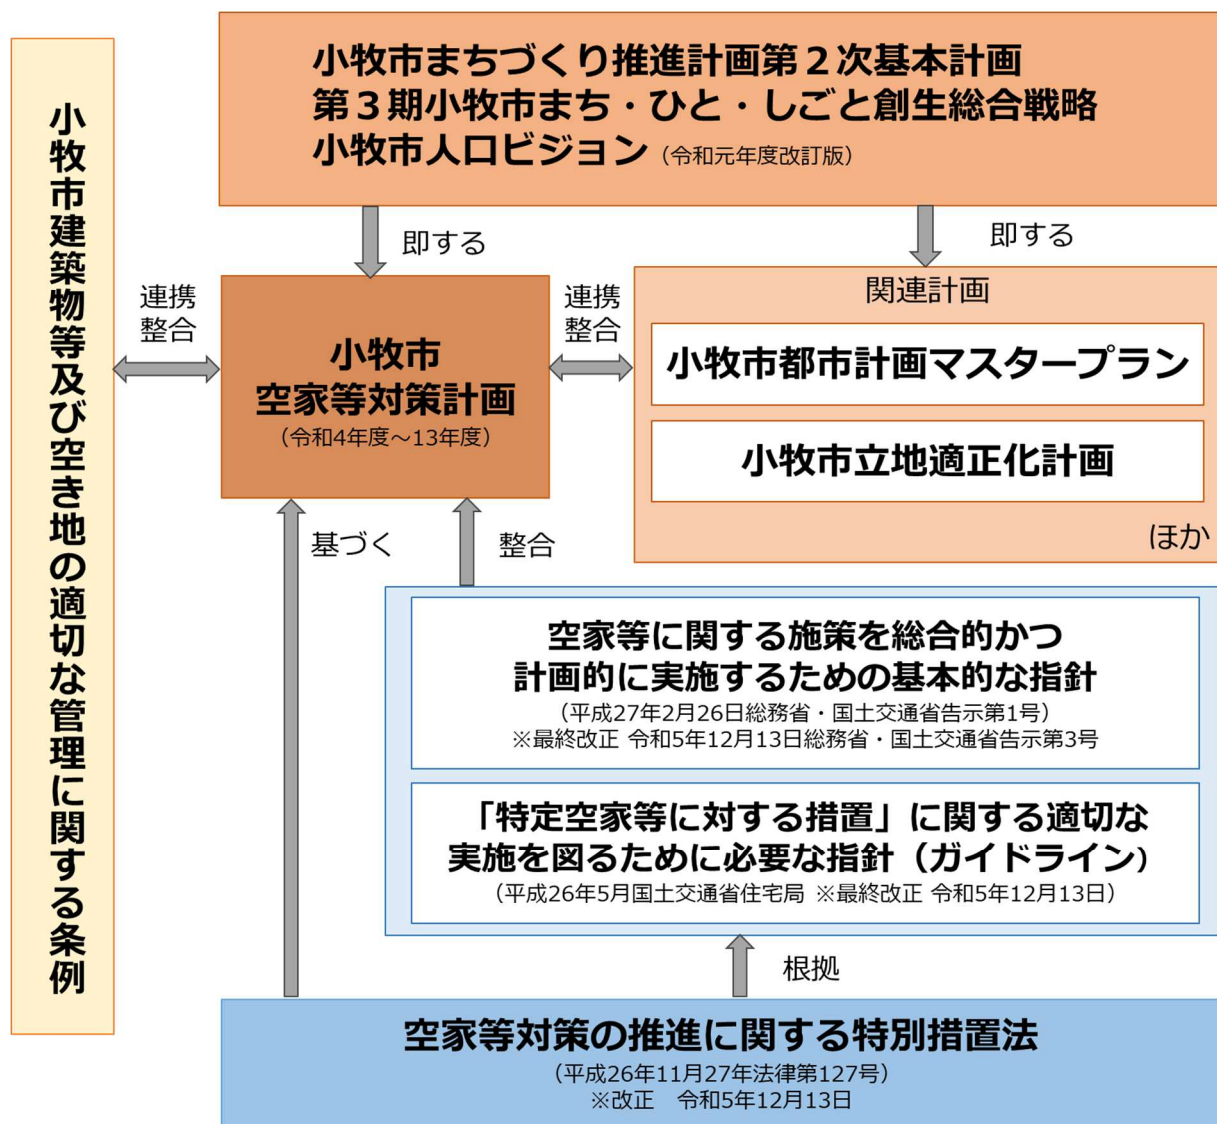 小牧市建築物等及び空き地の適切な管理に関する条例
小牧市まちづくり推進計画第２次基本計画
第３期小牧市まち・ひと・しごと創生総合戦略
小牧市人口ビジョン（令和元年度改訂版）
即する
即する
連携
整合
小牧市
空家等対策計画
（令和4年度～13年度）
連携
整合
関連計画
小牧市都市計画マスタープラン
小牧市立地適正化計画
ほか
基づく
整合
空家等に関する施策を総合的かつ
計画的に実施するための基本的な指針
（平成27年2月26日総務省・国土交通省告示第1号）
※最終改正 令和5年12月13日総務省・国土交通省告示第3号
「特定空家等に対する措置」に関する適切な
実施を図るために必要な指針（ガイドライン）
（平成26年5月国土交通省住宅局 ※最終改正 令和5年12月13日）
根拠
空家等対策の推進に関する特別措置法
（平成26年11月27年法律第127号）
※改正　令和5年12月13日